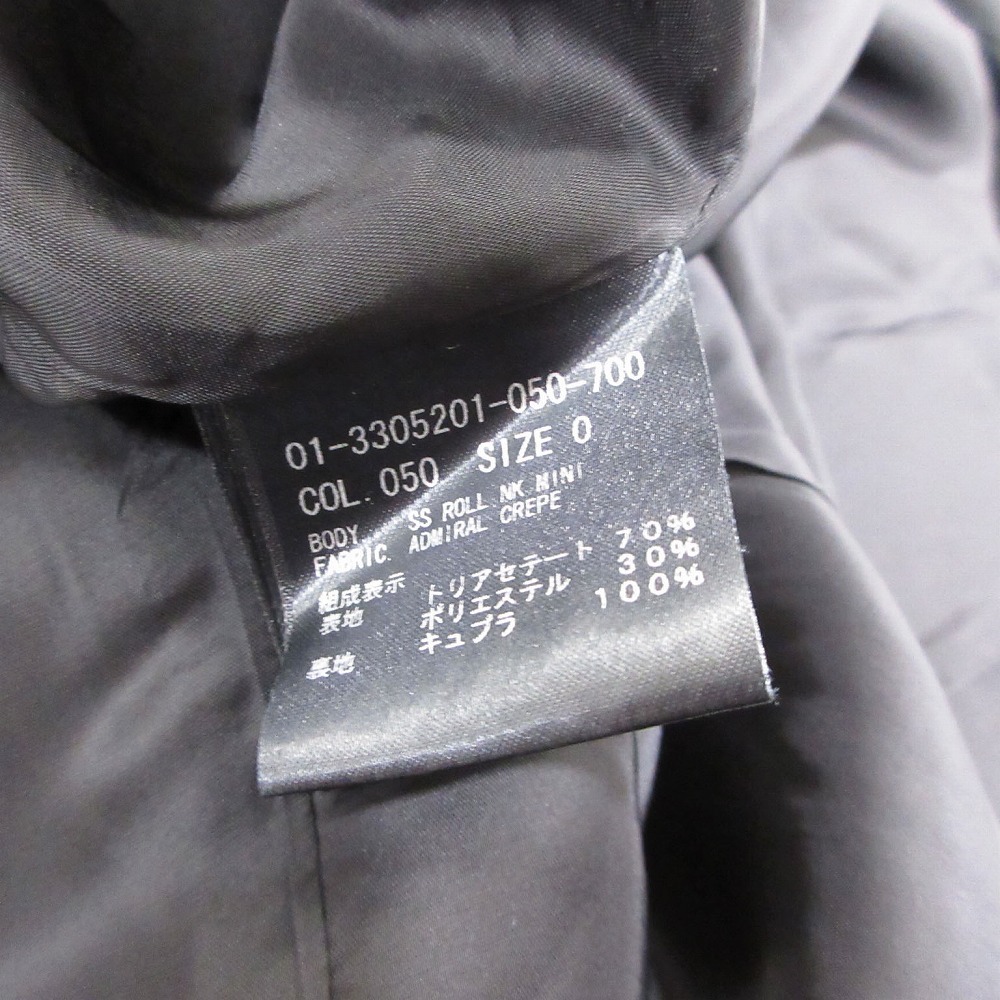 01-3305201-050-700
COL. 050 SIZE 0
BODY. SS ROLL NK MINI
FABRIC. ADMIRAL CREPE
組成表示
表地 トリアセテート 70%
ポリエステル 30%
裏地 キュプラ 100%